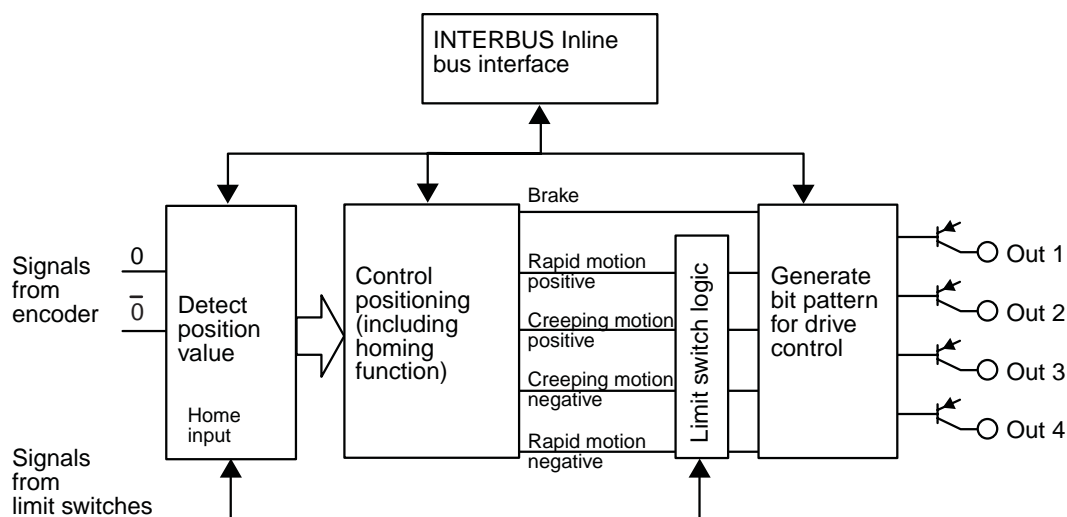 INTERBUS Inline
bus interface
Brake
Signals
from
encoder
0
0̅
Detect
position
value
Home
input
Control
positioning
(including
homing
function)
Rapid motion
positive
Creeping motion
positive
Creeping motion
negative
Rapid motion
negative
Limit switch logic
Generate
bit pattern
for drive
control
Out 1
Out 2
Out 3
Out 4
Signals
from
limit switches